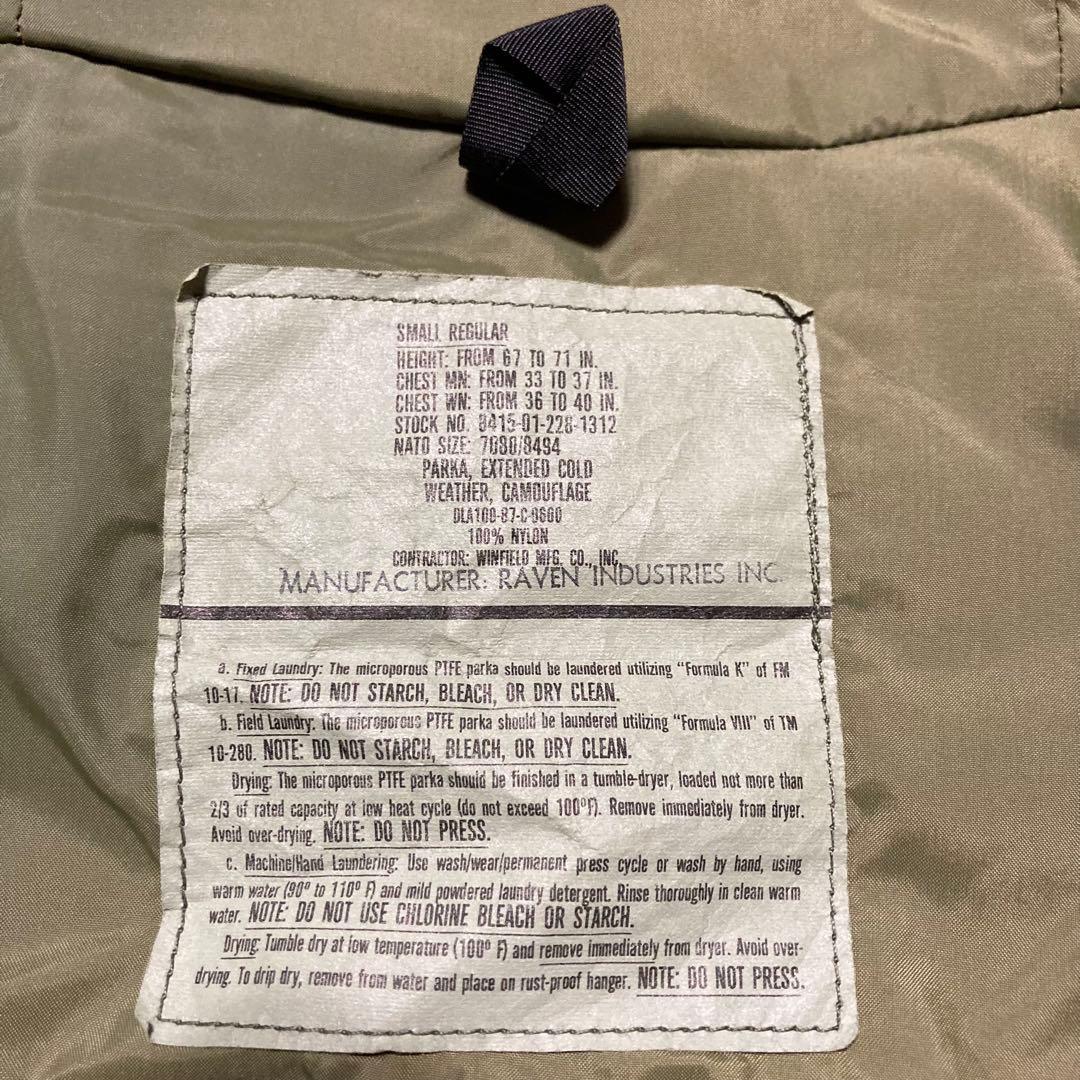 SMALL REGULAR
HEIGHT: FROM 67 TO 71 IN.
CHEST MN: FROM 33 TO 37 IN.
CHEST WN: FROM 36 TO 40 IN.
STOCK NO. 8415-01-228-1312
NATO SIZE: 7080/8494
PARKA, EXTENDED COLD
WEATHER, CAMOUFLAGE
DLA100-87-C-0600
100% NYLON
CONTRACTOR: WINFIELD MFG. CO., INC.
MANUFACTURER: RAVEN INDUSTRIES INC.
a. Fixed Laundry: The microporous PTFE parka should be laundered utilizing "Formula K" of FM
10-17. NOTE: DO NOT STARCH, BLEACH, OR DRY CLEAN.
b. Field Laundry: The microporous PTFE parka should be laundered utilizing "Formula VIII" of TM
10-280. NOTE: DO NOT STARCH, BLEACH, OR DRY CLEAN.
Drying: The microporous PTFE parka should be finished in a tumble-dryer, loaded not more than
2/3 of rated capacity at low heat cycle (do not exceed 100°F). Remove immediately from dryer.
Avoid over-drying. NOTE: DO NOT PRESS.
c. Machine/Hand Laundering: Use wash/wear/permanent press cycle or wash by hand, using
warm water (90° to 110° F) and mild powdered laundry detergent. Rinse thoroughly in clean warm
water. NOTE: DO NOT USE CHLORINE BLEACH OR STARCH.
Drying: Tumble dry at low temperature (100° F) and remove immediately from dryer. Avoid over-
drying. To drip dry, remove from water and place on rust-proof hanger. NOTE: DO NOT PRESS.